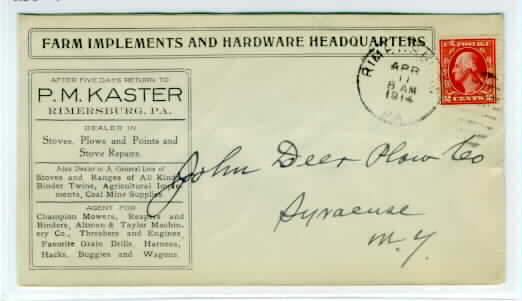 FARM IMPLEMENTS AND HARDWARE HEADQUARTERS
AFTER FIVE DAYS RETURN TO
P. M. KASTER
RIMERSBURG, PA.
DEALER IN
Stoves, Plows and Points and
Stove Repairs.
Also Dealer in A General Line of
Stoves and Ranges of All Kinds
Binder Twine, Agricultural Imple-
ments, Coal Mine Supplies
AGENT FOR
Champion Mowers, Reapers and
Binders, Altman & Taylor Machin-
ery Co., Threshers and Engines,
Favorite Grain Drills, Harness,
Hacks, Buggies and Wagons.
APR
11
8 AM
1914
PA.
U.S. POSTAGE
2 CENTS 2
John Deer Plow Co
Syracuse
N. Y.